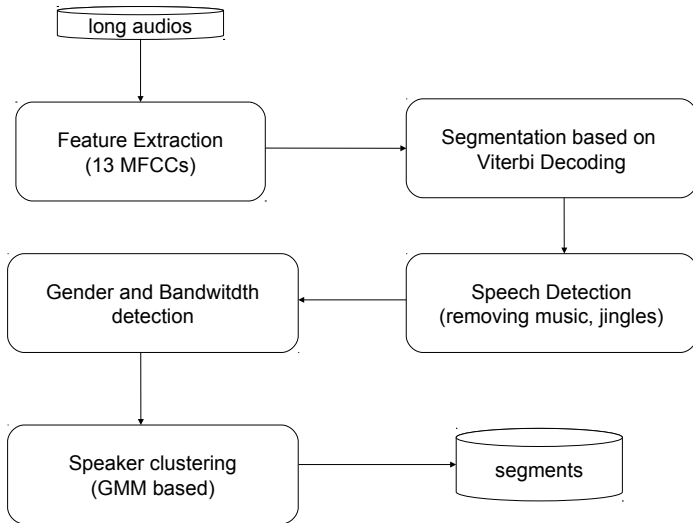 long audios
Feature Extraction
(13 MFCCs)
Segmentation based on
Viterbi Decoding
Speech Detection
(removing music, jingles)
Gender and Bandwitdth
detection
Speaker clustering
(GMM based)
segments